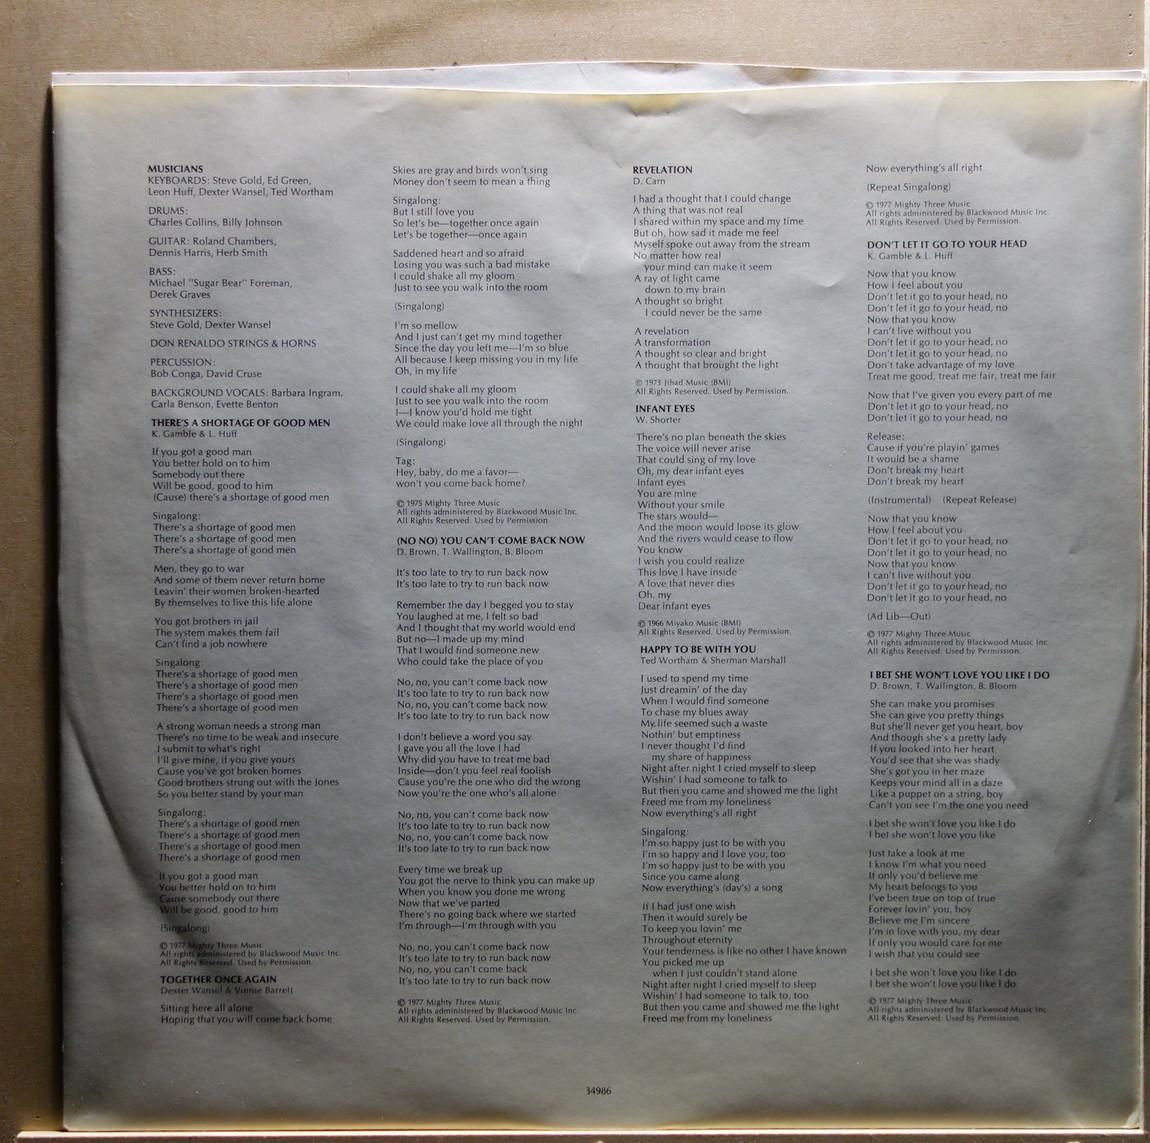 MUSICIANS
KEYBOARDS: Steve Gold, Ed Green,
Leon Huff, Dexter Wansel, Ted Wortham
DRUMS:
Charles Collins, Billy Johnson
GUITAR: Roland Chambers,
Dennis Harris, Herb Smith
BASS:
Michael "Sugar Bear" Foreman,
Derek Graves
SYNTHESIZERS:
Steve Gold, Dexter Wansel
DON RENALDO STRINGS & HORNS
PERCUSSION:
Bob Conga, David Cruse
BACKGROUND VOCALS: Barbara Ingram,
Carla Benson, Evette Benton
THERE'S A SHORTAGE OF GOOD MEN
K. Gamble & L. Huff
If you got a good man
You better hold on to him
Somebody out there
Will be good, good to him
(Cause) there's a shortage of good men
Singalong:
There's a shortage of good men
There's a shortage of good men
There's a shortage of good men
Men, they go to war
And some of them never return home
Leavin' their women broken-hearted
By themselves to live this life alone
You got brothers in jail
The system makes them fail
Can't find a job nowhere
Singalong:
There's a shortage of good men
There's a shortage of good men
There's a shortage of good men
There's a shortage of good men
A strong woman needs a strong man
There's no time to be weak and insecure
I submit to what's right
I'll give mine, if you give yours
Cause you've got broken homes
Good brothers strung out with the Jones
So you better stand by your man
Singalong:
There's a shortage of good men
There's a shortage of good men
There's a shortage of good men
There's a shortage of good men
If you got a good man
You better hold on to him
Cause somebody out there
Will be good, good to him
(Singalong)
© 1977 Mighty Three Music
All rights administered by Blackwood Music Inc.
All Rights Reserved. Used by Permission.
TOGETHER ONCE AGAIN
Dexter Wansel & Vinnie Barrett
Sitting here all alone
Hoping that you will come back home
Skies are gray and birds won't sing
Money don't seem to mean a thing
Singalong:
But I still love you
So let's be—together once again
Let's be together—once again
Saddened heart and so afraid
Losing you was such a bad mistake
I could shake all my gloom
Just to see you walk into the room
(Singalong)
I'm so mellow
And I just can't get my mind together
Since the day you left me—I'm so blue
All because I keep missing you in my life
Oh, in my life
I could shake all my gloom
Just to see you walk into the room
I—I know you'd hold me tight
We could make love all through the night
(Singalong)
Tag:
Hey, baby, do me a favor—
won't you come back home?
© 1975 Mighty Three Music
All rights administered by Blackwood Music Inc.
All Rights Reserved. Used by Permission
(NO NO) YOU CAN'T COME BACK NOW
D. Brown, T. Wallington, B. Bloom
It's too late to try to run back now
It's too late to try to run back now
Remember the day I begged you to stay
You laughed at me, I felt so bad
And I thought that my world would end
But no—I made up my mind
That I would find someone new
Who could take the place of you
No, no, you can't come back now
It's too late to try to run back now
No, no, you can't come back now
It's too late to try to run back now
I don't believe a word you say
I gave you all the love I had
Why did you have to treat me bad
Inside—don't you feel real foolish
Cause you're the one who did the wrong
Now you're the one who's all alone
No, no, you can't come back now
It's too late to try to run back now
No, no, you can't come back now
It's too late to try to run back now
Every time we break up
You got the nerve to think you can make up
When you know you done me wrong
Now that we've parted
There's no going back where we started
I'm through—I'm through with you
No, no, you can't come back now
It's too late to try to run back now
No, no, you can't come back
It's too late to try to run back now
© 1977 Mighty Three Music
All rights administered by Blackwood Music Inc.
All Rights Reserved. Used by Permission.
REVELATION
D. Carn
I had a thought that I could change
A thing that was not real
I shared within my space and my time
But oh, how sad it made me feel
Myself spoke out away from the stream
No matter how real
your mind can make it seem
A ray of light came
down to my brain
A thought so bright
I could never be the same
A revelation
A transformation
A thought so clear and bright
A thought that brought the light
© 1973 Jihad Music (BMI)
All Rights Reserved. Used by Permission.
INFANT EYES
W. Shorter
There's no plan beneath the skies
The voice will never arise
That could sing of my love
Oh, my dear infant eyes
Infant eyes
You are mine
Without your smile
The stars would—
And the moon would loose its glow
And the rivers would cease to flow
You know
I wish you could realize
This love I have inside
A love that never dies
Oh, my
Dear infant eyes
© 1966 Miyako Music (BMI)
All Rights Reserved. Used by Permission.
HAPPY TO BE WITH YOU
Ted Wortham & Sherman Marshall
I used to spend my time
Just dreamin' of the day
When I would find someone
To chase my blues away
My life seemed such a waste
Nothin' but emptiness
I never thought I'd find
my share of happiness
Night after night I cried myself to sleep
Wishin' I had someone to talk to
But then you came and showed me the light
Freed me from my loneliness
Now everything's all right
Singalong:
I'm so happy just to be with you
I'm so happy and I love you, too
I'm so happy just to be with you
Since you came along
Now everything's (day's) a song
If I had just one wish
Then it would surely be
To keep you lovin' me
Throughout eternity
Your tenderness is like no other I have known
You picked me up
when I just couldn't stand alone
Night after night I cried myself to sleep
Wishin' I had someone to talk to, too
But then you came and showed me the light
Freed me from my loneliness
Now everything's all right
(Repeat Singalong)
© 1977 Mighty Three Music
All rights administered by Blackwood Music Inc.
All Rights Reserved. Used by Permission.
DON'T LET IT GO TO YOUR HEAD
K. Gamble & L. Huff
Now that you know
How I feel about you
Don't let it go to your head, no
Don't let it go to your head, no
Now that you know
I can't live without you
Don't let it go to your head, no
Don't let it go to your head, no
Don't take advantage of my love
Treat me good, treat me fair, treat me fair
Now that I've given you every part of me
Don't let it go to your head, no
Don't let it go to your head, no
Release:
Cause if you're playin' games
It would be a shame
Don't break my heart
Don't break my heart
(Instrumental) (Repeat Release)
Now that you know
How I feel about you
Don't let it go to your head, no
Don't let it go to your head, no
Now that you know
I can't live without you
Don't let it go to your head, no
Don't let it go to your head, no
(Ad Lib—Out)
© 1977 Mighty Three Music
All rights administered by Blackwood Music Inc.
All Rights Reserved. Used by Permission.
I BET SHE WON'T LOVE YOU LIKE I DO
D. Brown, T. Wallington, B. Bloom
She can make you promises
She can give you pretty things
But she'll never get you heart, boy
And though she's a pretty lady
If you looked into her heart
You'd see that she was shady
She's got you in her maze
Keeps your mind all in a daze
Like a puppet on a string, boy
Can't you see I'm the one you need
I bet she won't love you like I do
I bet she won't love you like
Just take a look at me
I know I'm what you need
If only you'd believe me
My heart belongs to you
I've been true on top of true
Forever lovin' you, boy
Believe me I'm sincere
I'm in love with you, my dear
If only you would care for me
I wish that you could see
I bet she won't love you like I do
I bet she won't love you like I do
© 1977 Mighty Three Music
All rights administered by Blackwood Music Inc.
All Rights Reserved. Used by Permission.
34986